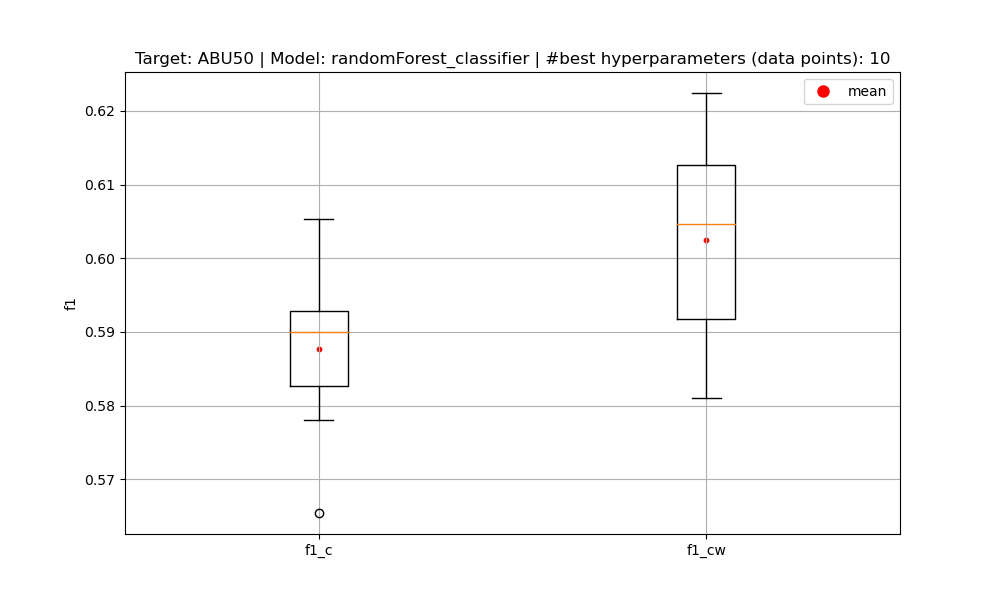 Target: ABU50 | Model: randomForest_classifier | #best hyperparameters (data points): 10
mean
0.62
0.61
0.60
0.59
0.58
0.57
f1
f1_c
f1_cw